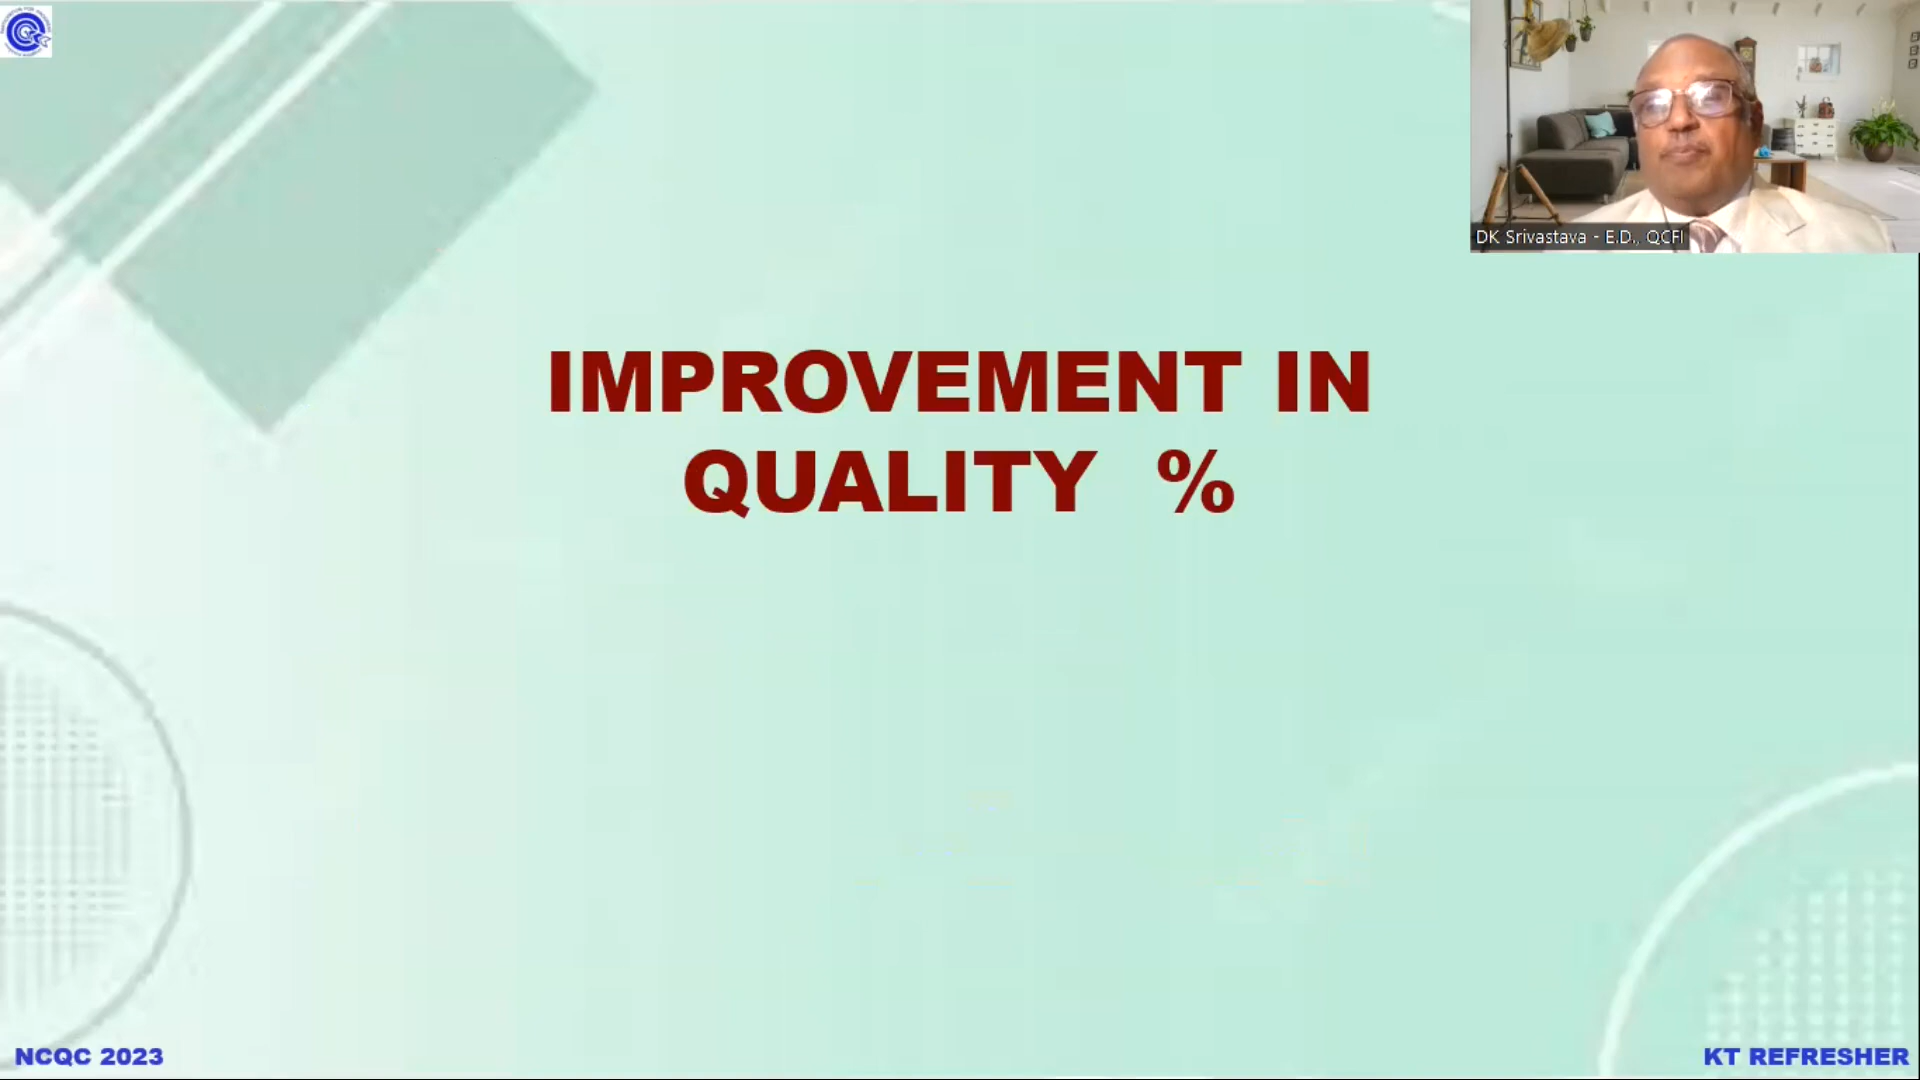 DK Srivastava - E.D., QCFI
IMPROVEMENT IN
QUALITY %
NCQC 2023
KT REFRESHER